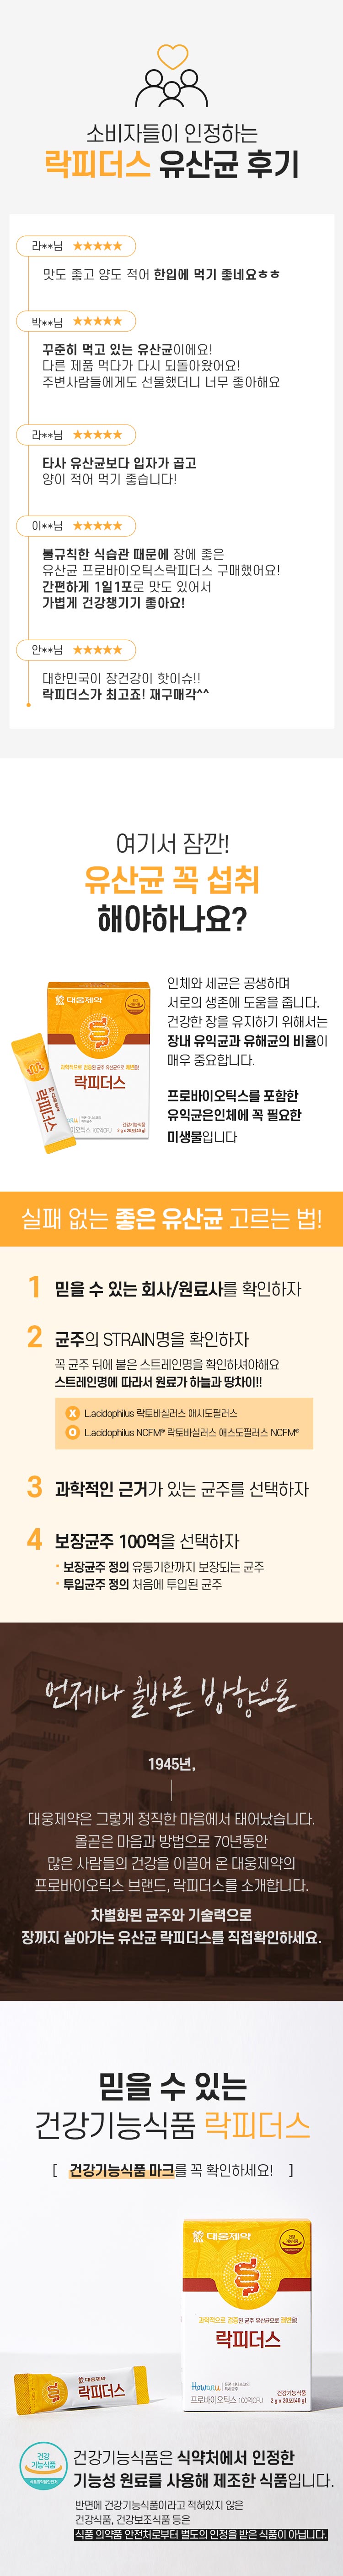 소비자들이 인정하는
락피더스 유산균 후기
라**님 ★★★★★
맛도 좋고 양도 적어 한입에 먹기 좋네요ㅎㅎ
박**님 ★★★★★
꾸준히 먹고 있는 유산균이에요!
다른 제품 먹다가 다시 되돌아왔어요!
주변사람들에게도 선물했더니 너무 좋아해요
라**님 ★★★★★
타사 유산균보다 입자가 곱고
양이 적어 먹기 좋습니다!
이**님 ★★★★★
불규칙한 식습관 때문에 장에 좋은
유산균 프로바이오틱스락피더스 구매했어요!
간편하게 1일1포로 맛도 있어서
가볍게 건강챙기기 좋아요!
안**님 ★★★★★
대한민국이 장건강이 핫이슈!!
락피더스가 최고죠! 재구매각^^
여기서 잠깐!
유산균 꼭 섭취
해야하나요?
인체와 세균은 공생하며
서로의 생존에 도움을 줍니다.
건강한 장을 유지하기 위해서는
장내 유익균과 유해균의 비율이
매우 중요합니다.
프로바이오틱스를 포함한
유익균은인체에 꼭 필요한
미생물입니다
대웅제약
락피더스
락피더스
건강기능식품
2 g x 20포(40 g)
실패 없는 좋은 유산균 고르는 법!
1 믿을 수 있는 회사/원료사를 확인하자
2 균주의 STRAIN명을 확인하자
꼭 균주 뒤에 붙은 스트레인명을 확인하셔야해요
스트레인명에 따라서 원료가 하늘과 땅차이!!
X L.acidophilus 락토바실러스 애시도필러스
O L.acidophilus NCFM® 락토바실러스 애스도필러스 NCFM®
3 과학적인 근거가 있는 균주를 선택하자
4 보장균주 100억을 선택하자
• 보장균주 정의 유통기한까지 보장되는 균주
• 투입균주 정의 처음에 투입된 균주
언제나 올바른 방향으로
1945년,
대웅제약은 그렇게 정직한 마음에서 태어났습니다.
올곧은 마음과 방법으로 70년동안
많은 사람들의 건강을 이끌어 온 대웅제약의
프로바이오틱스 브랜드, 락피더스를 소개합니다.
차별화된 균주와 기술력으로
장까지 살아가는 유산균 락피더스를 직접확인하세요.
믿을 수 있는
건강기능식품 락피더스
[ 건강기능식품 마크를 꼭 확인하세요! ]
대웅제약
락피더스
HOWARU
프로바이오틱스 100억CFU
건강기능식품
2 g x 20포(40 g)
대웅제약
락피더스
건강
기능식품
건강기능식품은 식약처에서 인정한
기능성 원료를 사용해 제조한 식품입니다.
반면에 건강기능식품이라고 적혀있지 않은
건강식품, 건강보조식품 등은
식품 의약품 안전처로부터 별도의 인정을 받은 식품이 아닙니다.